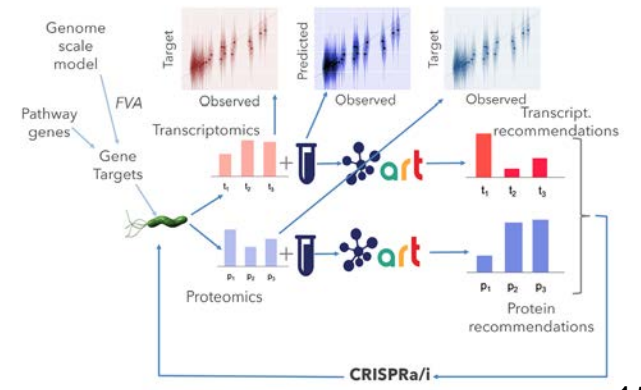 Genome
scale
model
FVA
Pathway
genes
Gene
Targets
Target
Observed
Predicted
Observed
Target
Observed
Transcriptomics
t1 t2 t3
+
art
Transcript.
recommendations
t1 t2 t3
p1 p2 p3
+
art
Proteomics
p1 p2 p3
Protein
recommendations
CRISPRa/i